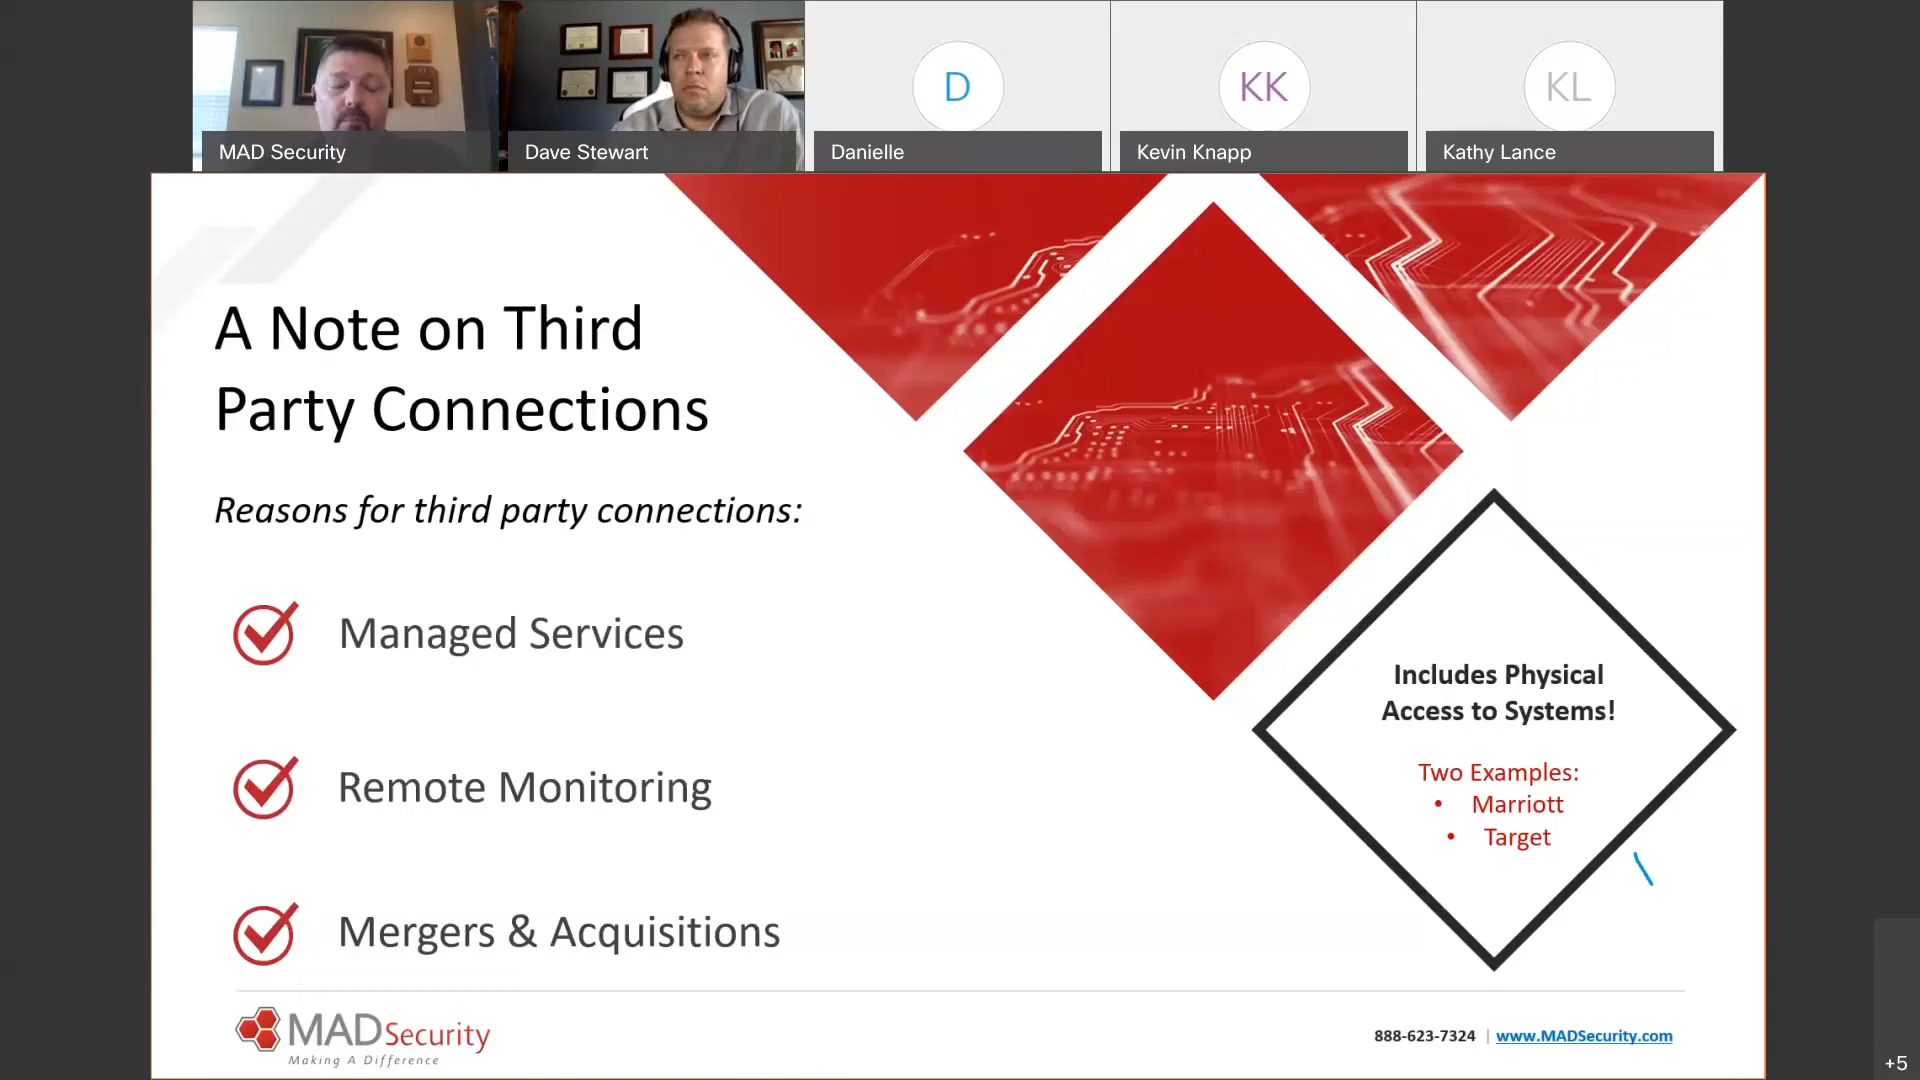 D
KK
KL
MAD Security
Dave Stewart
Danielle
Kevin Knapp
Kathy Lance
A Note on Third
Party Connections
Reasons for third party connections:
Managed Services
Remote Monitoring
Mergers & Acquisitions
Includes Physical
Access to Systems!
Two Examples:
• Marriott
• Target
MAD Security
Making A Difference
888-623-7324 | www.MADSecurity.com
+5